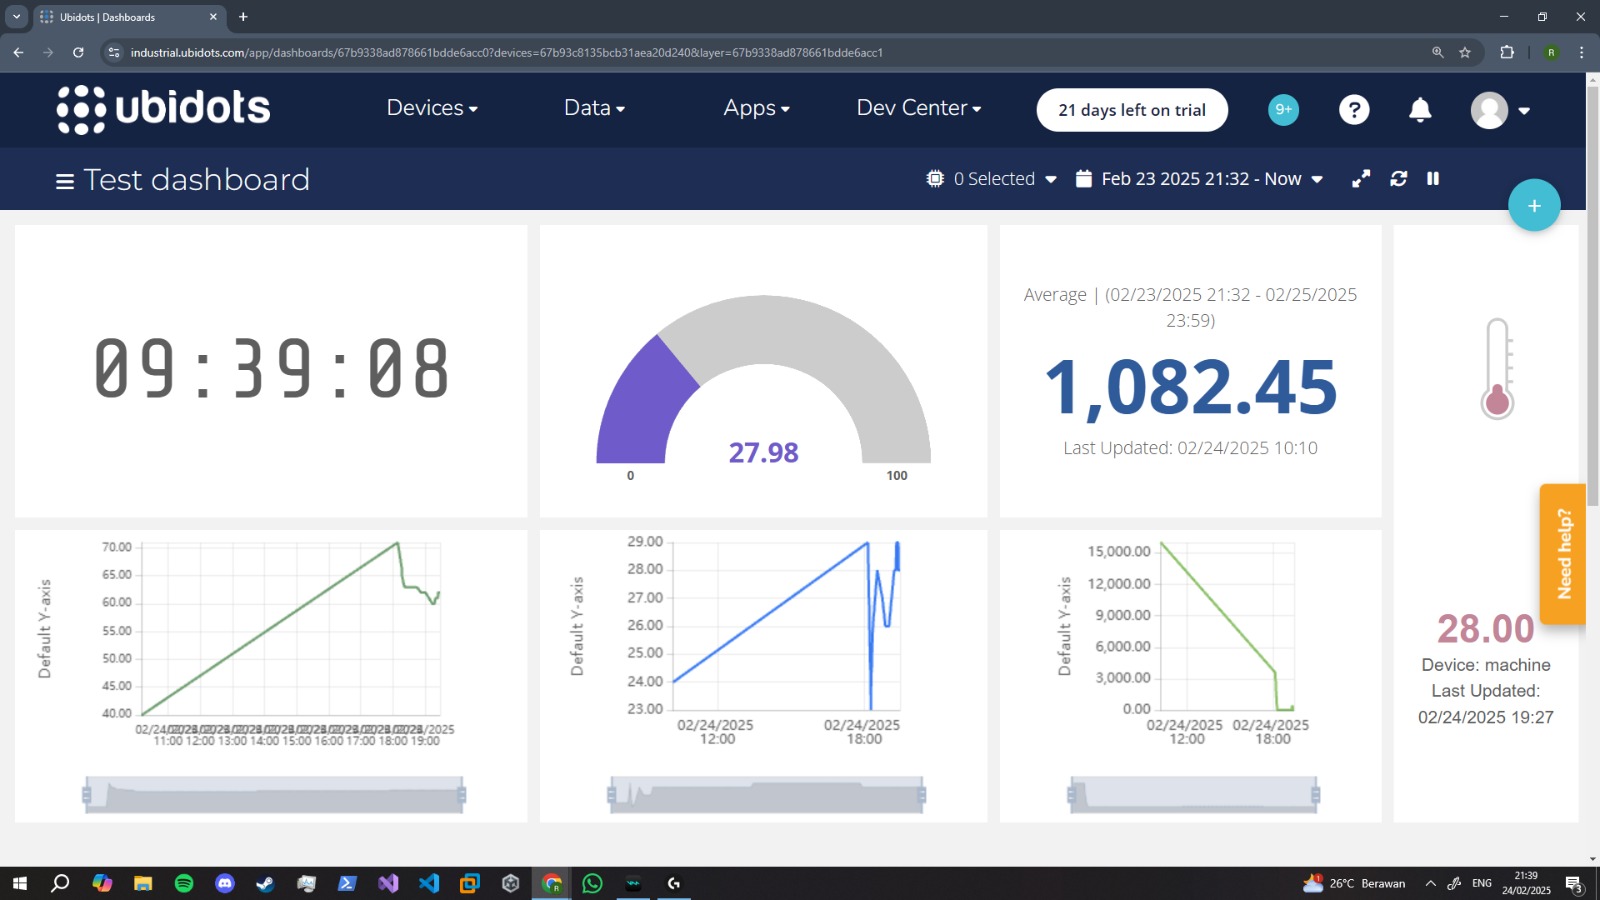 Ubidots | Dashboards
industrial.ubidots.com/app/dashboards/67b9338ad878661bdde6acc0?devices=67b93c8135bcb31aea20d240&layer=67b9338ad878661bdde6acc1
R
ubidots
Devices
Data
Apps
Dev Center
21 days left on trial
9+
?
Test dashboard
0 Selected
Feb 23 2025 21:32 - Now
+
09:39:08
27.98
0
100
Average | (02/23/2025 21:32 - 02/25/2025
23:59)
1,082.45
Last Updated: 02/24/2025 10:10
Need help?
28.00
Device: machine
Last Updated:
02/24/2025 19:27
Default Y-axis
70.00
65.00
60.00
55.00
50.00
45.00
40.00
11:00 12:00 13:00 14:00 15:00 16:00 17:00 18:00 19:00
Default Y-axis
29.00
28.00
27.00
26.00
25.00
24.00
23.00
02/24/2025
12:00
02/24/2025
18:00
Default Y-axis
15,000.00
12,000.00
9,000.00
6,000.00
3,000.00
0.00
02/24/2025
12:00
02/24/2025
18:00
26°C Berawan
ENG
21:39
24/02/2025
3